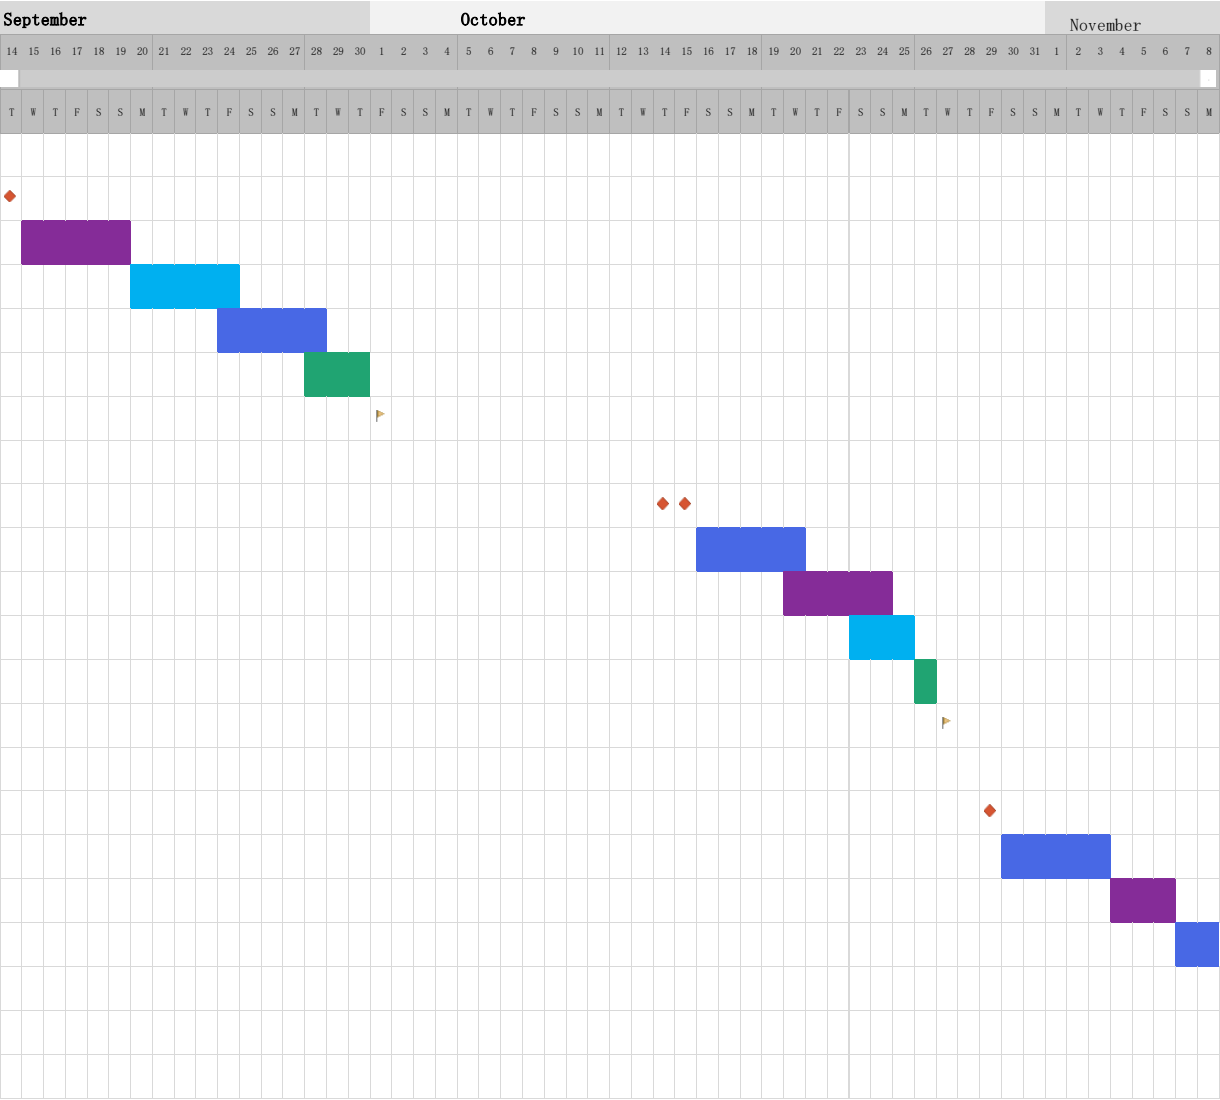 September October November
14 15 16 17 18 19 20 21 22 23 24 25 26 27 28 29 30 1 2 3 4 5 6 7 8 9 10 11 12 13 14 15 16 17 18 19 20 21 22 23 24 25 26 27 28 29 30 31 1 2 3 4 5 6 7 8
T W T F S S M T W T F S S M T W T F S S M T W T F S S M T W T F S S M T W T F S S M T W T F S S M T W T F S S M